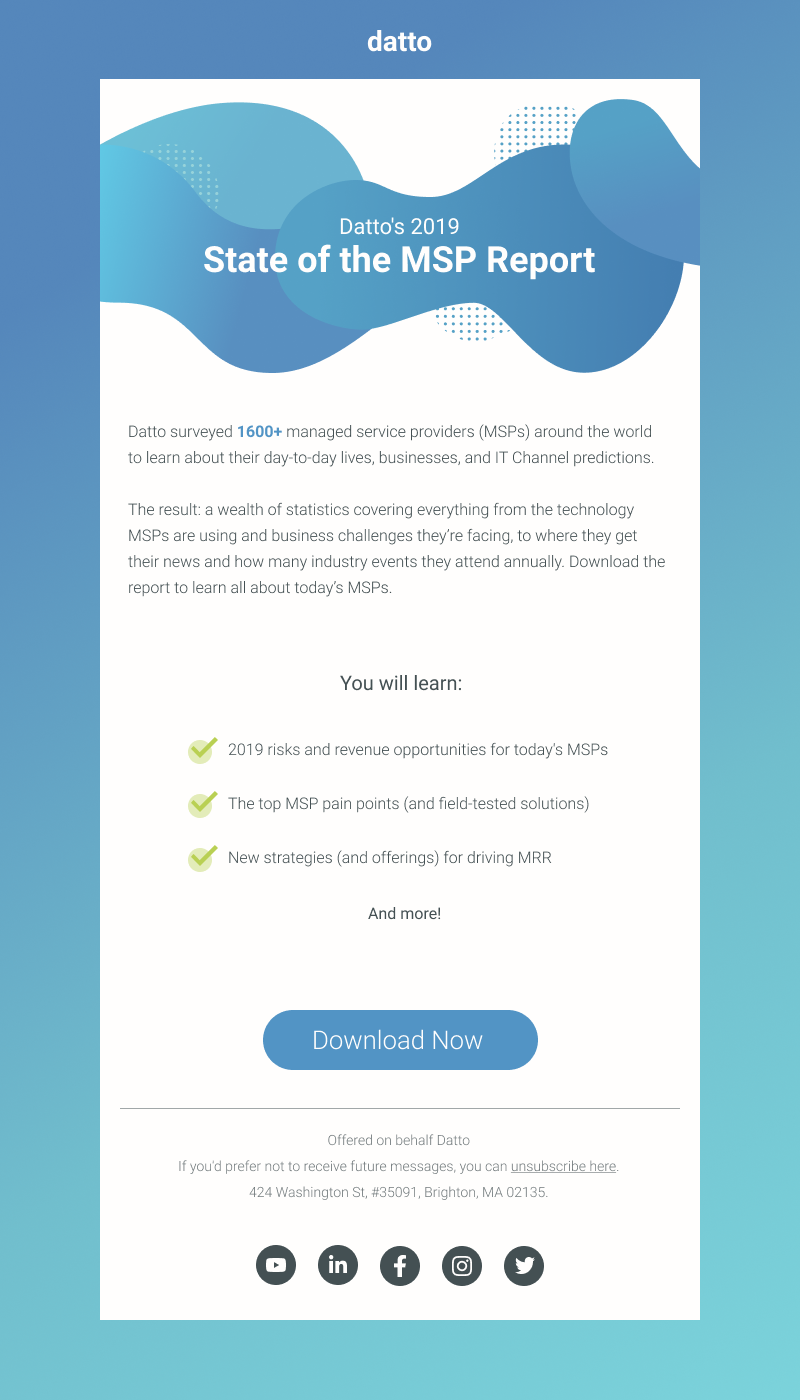 datto
Datto's 2019
State of the MSP Report
Datto surveyed 1600+ managed service providers (MSPs) around the world
to learn about their day-to-day lives, businesses, and IT Channel predictions.
The result: a wealth of statistics covering everything from the technology
MSPs are using and business challenges they’re facing, to where they get
their news and how many industry events they attend annually. Download the
report to learn all about today’s MSPs.
You will learn:
2019 risks and revenue opportunities for today’s MSPs
The top MSP pain points (and field-tested solutions)
New strategies (and offerings) for driving MRR
And more!
Download Now
Offered on behalf Datto
If you'd prefer not to receive future messages, you can unsubscribe here.
424 Washington St, #35091, Brighton, MA 02135.